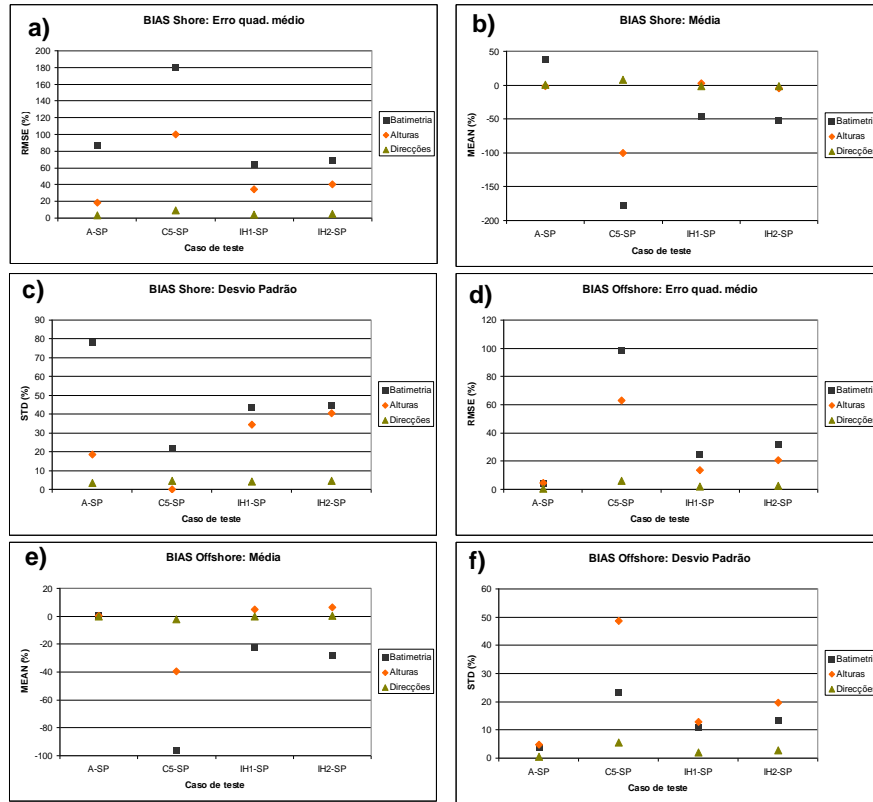 a)
BIAS Shore: Erro quad. médio
RMSE (%)
200
180
160
140
120
100
80
60
40
20
0
A-SP C5-SP IH1-SP IH2-SP
Caso de teste
Batimetria
Alturas
Direcções
b)
BIAS Shore: Média
MEAN (%)
50
0
-50
-100
-150
-200
A-SP C5-SP IH1-SP IH2-SP
Caso de teste
Batimetria
Alturas
Direcções
c)
BIAS Shore: Desvio Padrão
STD (%)
90
80
70
60
50
40
30
20
10
0
A-SP C5-SP IH1-SP IH2-SP
Caso de teste
Batimetria
Alturas
Direcções
d)
BIAS Offshore: Erro quad. médio
RMSE (%)
120
100
80
60
40
20
0
A-SP C5-SP IH1-SP IH2-SP
Caso de teste
Batimetria
Alturas
Direcções
e)
BIAS Offshore: Média
MEAN (%)
20
0
-20
-40
-60
-80
-100
A-SP C5-SP IH1-SP IH2-SP
Caso de teste
Batimetria
Alturas
Direcções
f)
BIAS Offshore: Desvio Padrão
STD (%)
60
50
40
30
20
10
0
A-SP C5-SP IH1-SP IH2-SP
Caso de teste
Batimetria
Alturas
Direcções